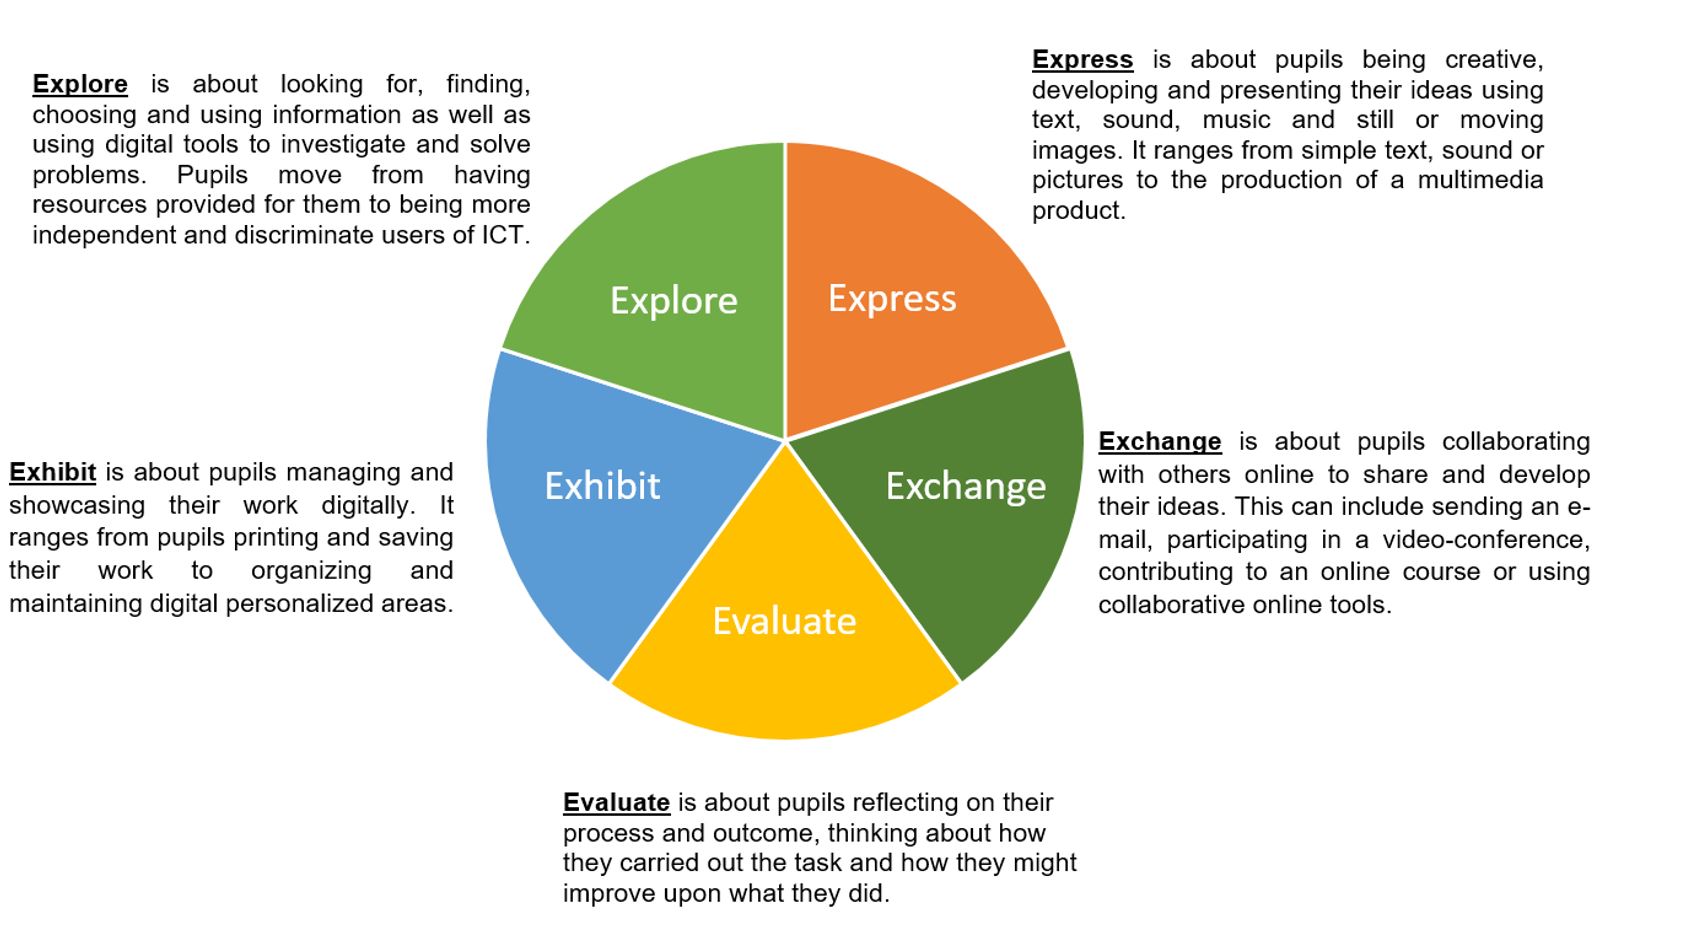 Explore is about looking for, finding,
choosing and using information as well as
using digital tools to investigate and solve
problems. Pupils move from having
resources provided for them to being more
independent and discriminate users of ICT.
Express is about pupils being creative,
developing and presenting their ideas using
text, sound, music and still or moving
images. It ranges from simple text, sound or
pictures to the production of a multimedia
product.
Explore
Express
Exhibit is about pupils managing and
showcasing their work digitally. It
ranges from pupils printing and saving
their work to organizing and
maintaining digital personalized areas.
Exhibit
Exchange
Exchange is about pupils collaborating
with others online to share and develop
their ideas. This can include sending an e-
mail, participating in a video-conference,
contributing to an online course or using
collaborative online tools.
Evaluate
Evaluate is about pupils reflecting on their
process and outcome, thinking about how
they carried out the task and how they might
improve upon what they did.